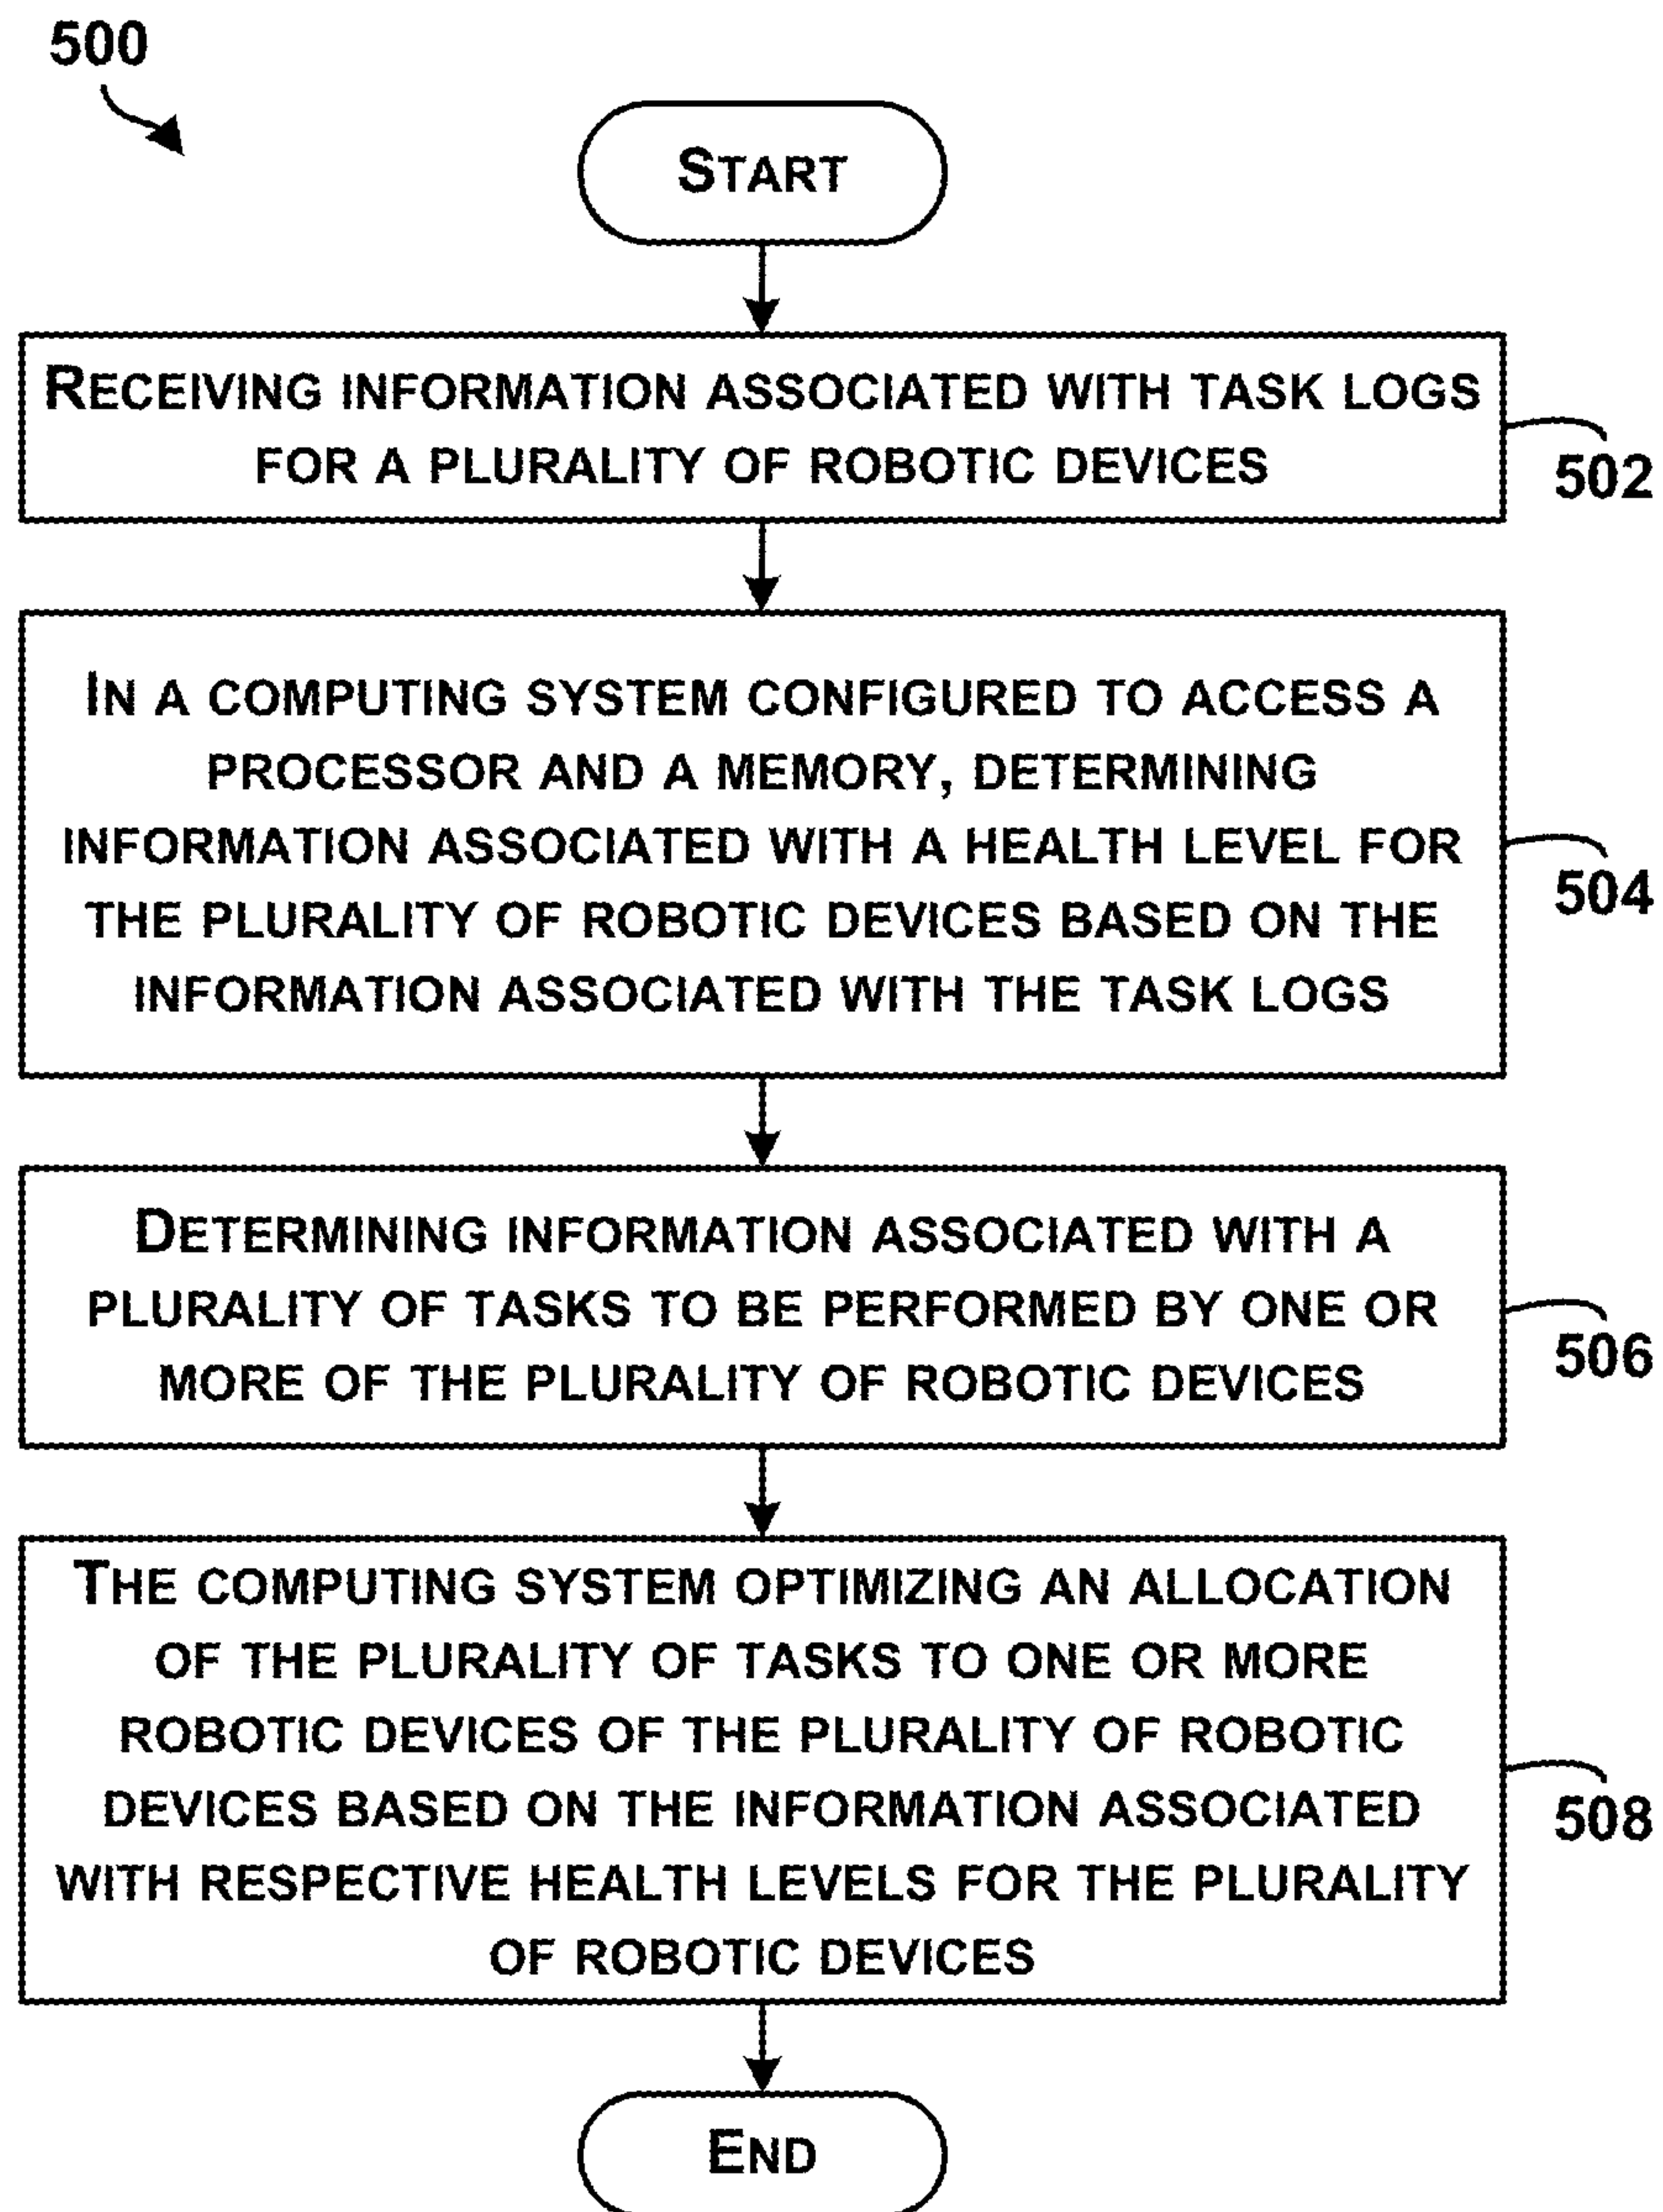 500
START
RECEIVING INFORMATION ASSOCIATED WITH TASK LOGS
FOR A PLURALITY OF ROBOTIC DEVICES
502
IN A COMPUTING SYSTEM CONFIGURED TO ACCESS A
PROCESSOR AND A MEMORY, DETERMINING
INFORMATION ASSOCIATED WITH A HEALTH LEVEL FOR
THE PLURALITY OF ROBOTIC DEVICES BASED ON THE
INFORMATION ASSOCIATED WITH THE TASK LOGS
504
DETERMINING INFORMATION ASSOCIATED WITH A
PLURALITY OF TASKS TO BE PERFORMED BY ONE OR
MORE OF THE PLURALITY OF ROBOTIC DEVICES
506
THE COMPUTING SYSTEM OPTIMIZING AN ALLOCATION
OF THE PLURALITY OF TASKS TO ONE OR MORE
ROBOTIC DEVICES OF THE PLURALITY OF ROBOTIC
DEVICES BASED ON THE INFORMATION ASSOCIATED
WITH RESPECTIVE HEALTH LEVELS FOR THE PLURALITY
OF ROBOTIC DEVICES
508
END